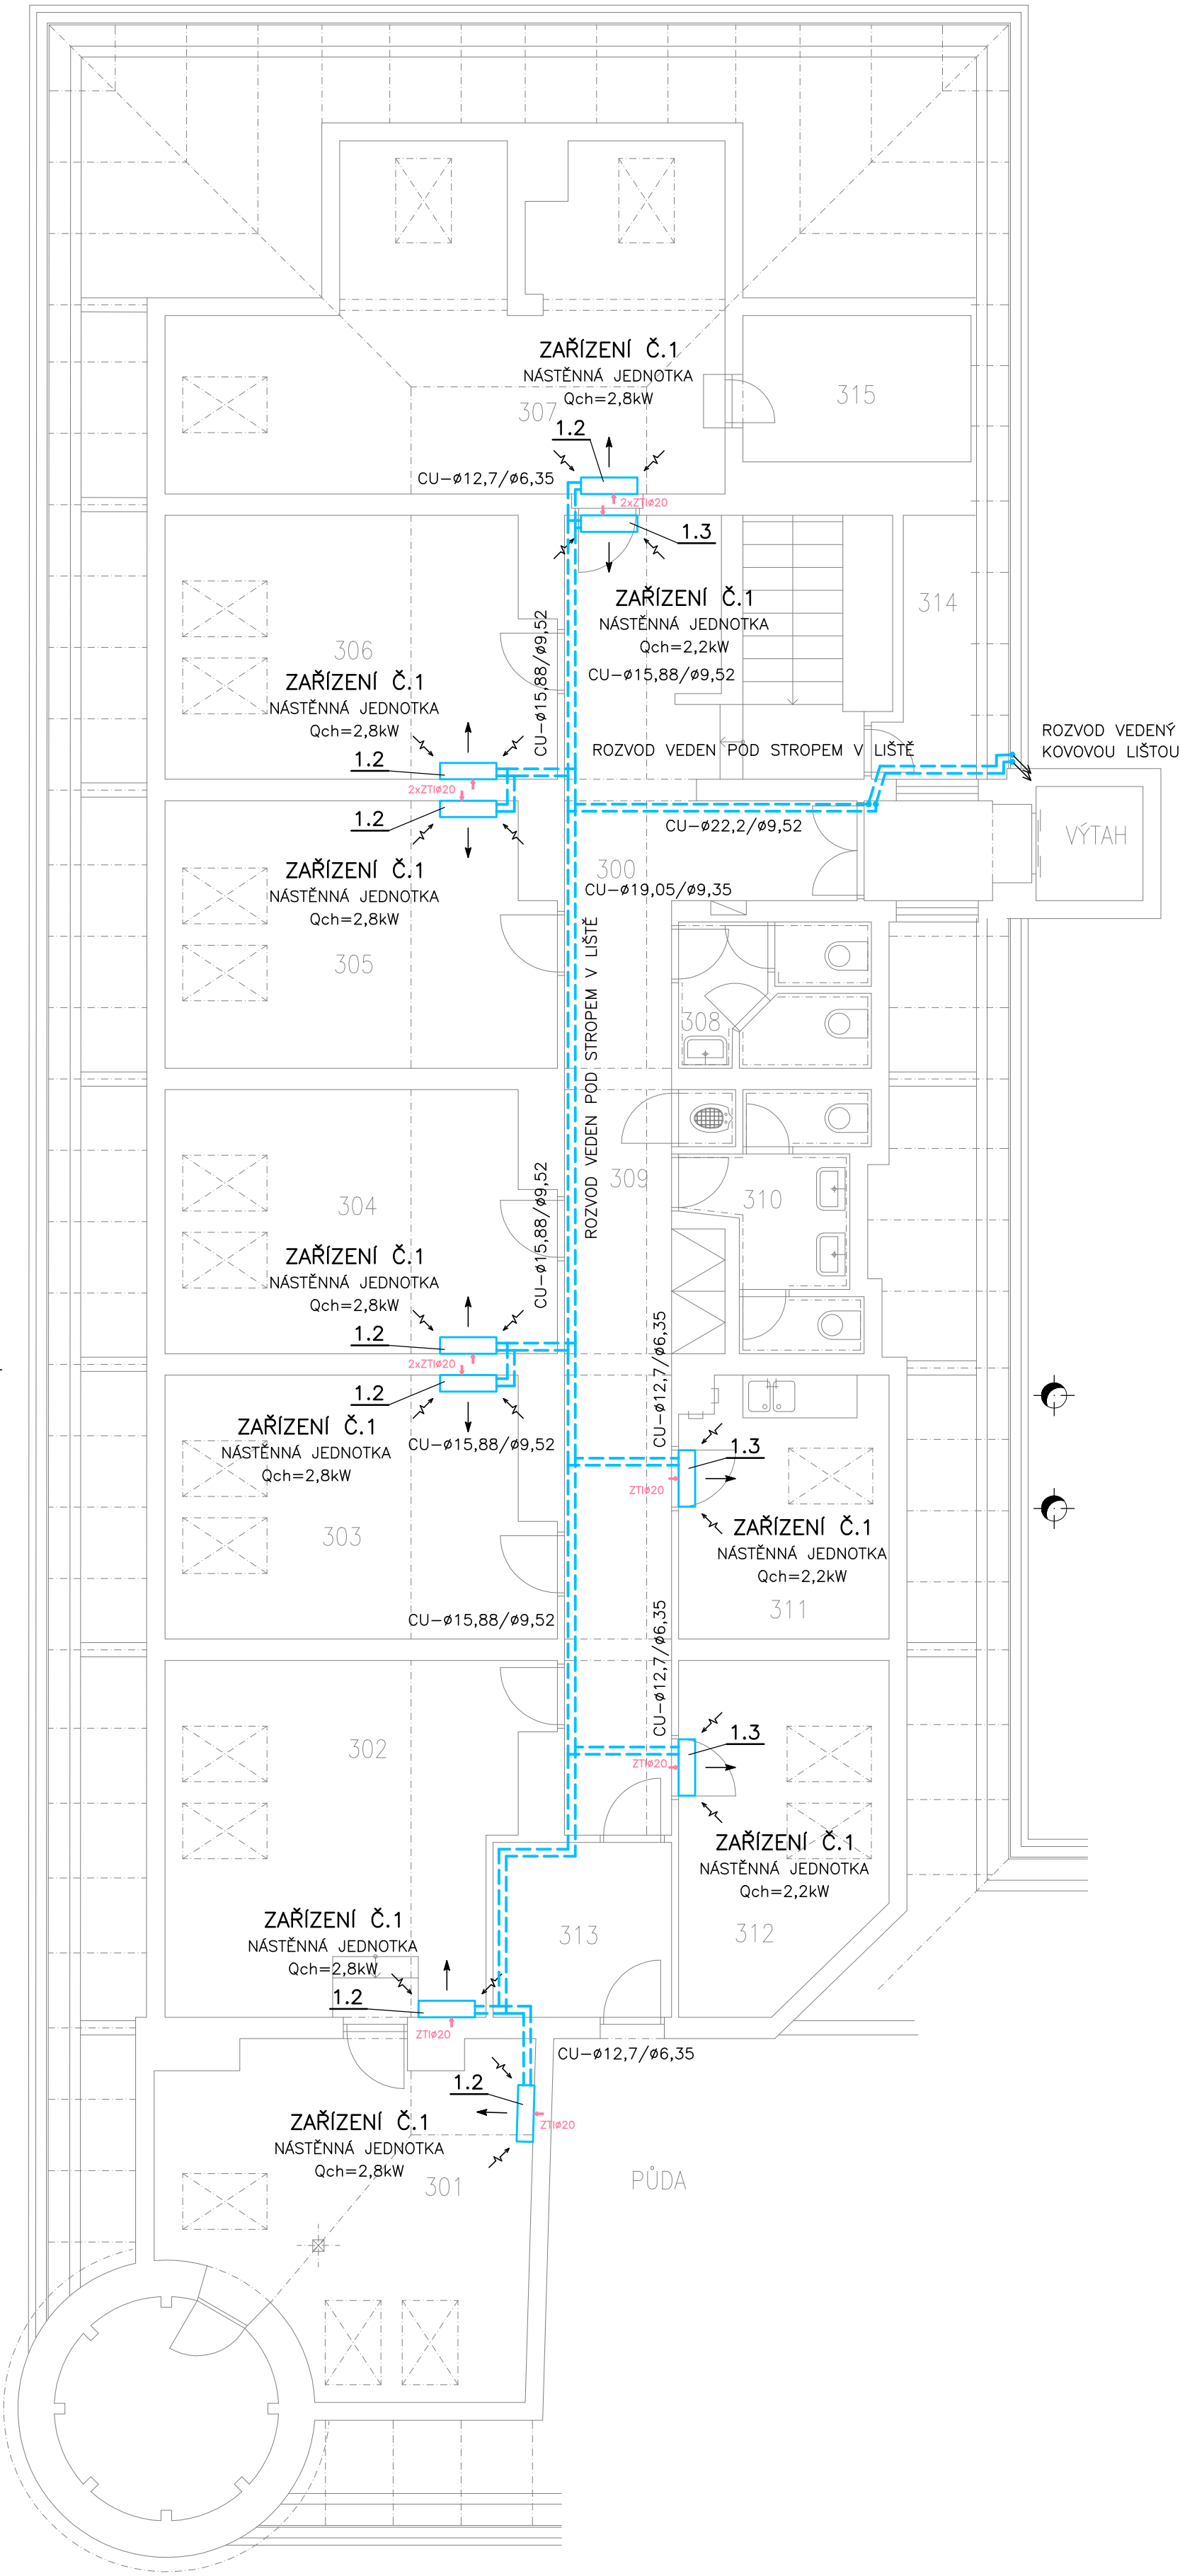 ZAŘÍZENÍ Č.1
NÁSTĚNNÁ JEDNOTKA
Qch=2,8kW
307
315
1.2
CU-ø12,7/ø6,35
2xZTIø20
1.3
ZAŘÍZENÍ Č.1
NÁSTĚNNÁ JEDNOTKA
Qch=2,2kW
CU-ø15,88/ø9,52
314
CU-ø15,88/ø9,52
306
ZAŘÍZENÍ Č.1
NÁSTĚNNÁ JEDNOTKA
Qch=2,8kW
1.2
2xZTIø20
1.2
ROZVOD VEDEN POD STROPEM V LIŠTĚ
ROZVOD VEDENÝ
KOVOVOU LIŠTOU
CU-ø22,2/ø9,52
VÝTAH
ZAŘÍZENÍ Č.1
NÁSTĚNNÁ JEDNOTKA
Qch=2,8kW
300
CU-ø19,05/ø9,35
305
ROZVOD VEDEN POD STROPEM V LIŠTĚ
308
309
310
304
CU-ø15,88/ø9,52
ZAŘÍZENÍ Č.1
NÁSTĚNNÁ JEDNOTKA
Qch=2,8kW
1.2
2xZTIø20
1.2
CU-ø12,7/ø6,35
ZAŘÍZENÍ Č.1
NÁSTĚNNÁ JEDNOTKA
Qch=2,8kW
CU-ø15,88/ø9,52
1.3
ZTIø20
ZAŘÍZENÍ Č.1
NÁSTĚNNÁ JEDNOTKA
Qch=2,2kW
303
311
CU-ø15,88/ø9,52
CU-ø12,7/ø6,35
302
1.3
ZTIø20
ZAŘÍZENÍ Č.1
NÁSTĚNNÁ JEDNOTKA
Qch=2,2kW
312
313
ZAŘÍZENÍ Č.1
NÁSTĚNNÁ JEDNOTKA
Qch=2,8kW
1.2
ZTIø20
CU-ø12,7/ø6,35
1.2
ZTIø20
ZAŘÍZENÍ Č.1
NÁSTĚNNÁ JEDNOTKA
Qch=2,8kW
301
PŮDA